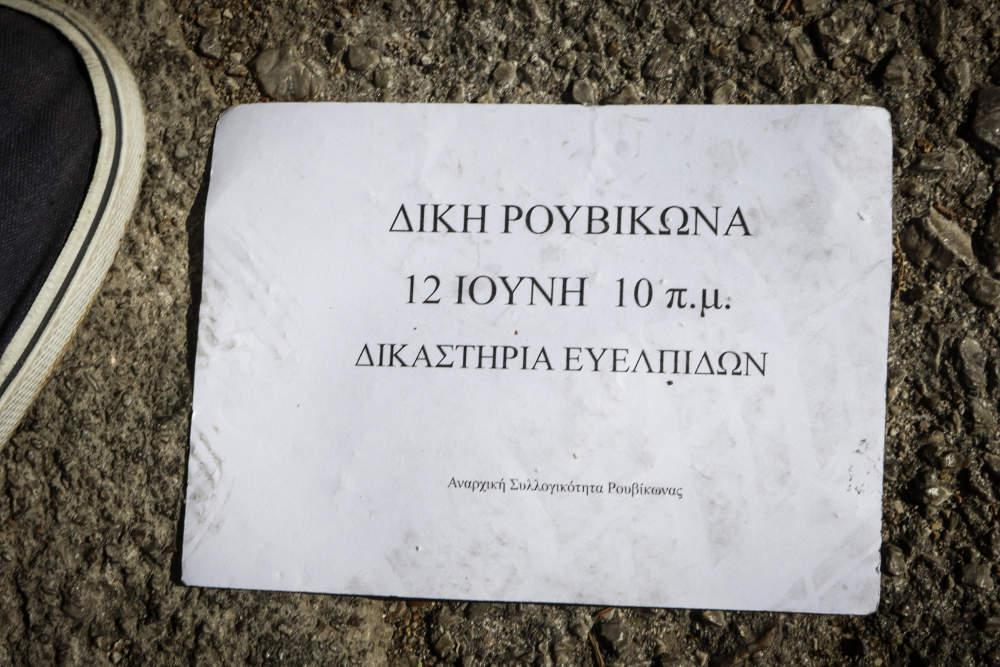 ΔΙΚΗ ΡΟΥΒΙΚΩΝΑ
12 ΙΟΥΝΗ 10 π.μ.
ΔΙΚΑΣΤΗΡΙΑ ΕΥΕΛΠΙΔΩΝ
Αναρχική Συλλογικότητα Ρουβίκωνας